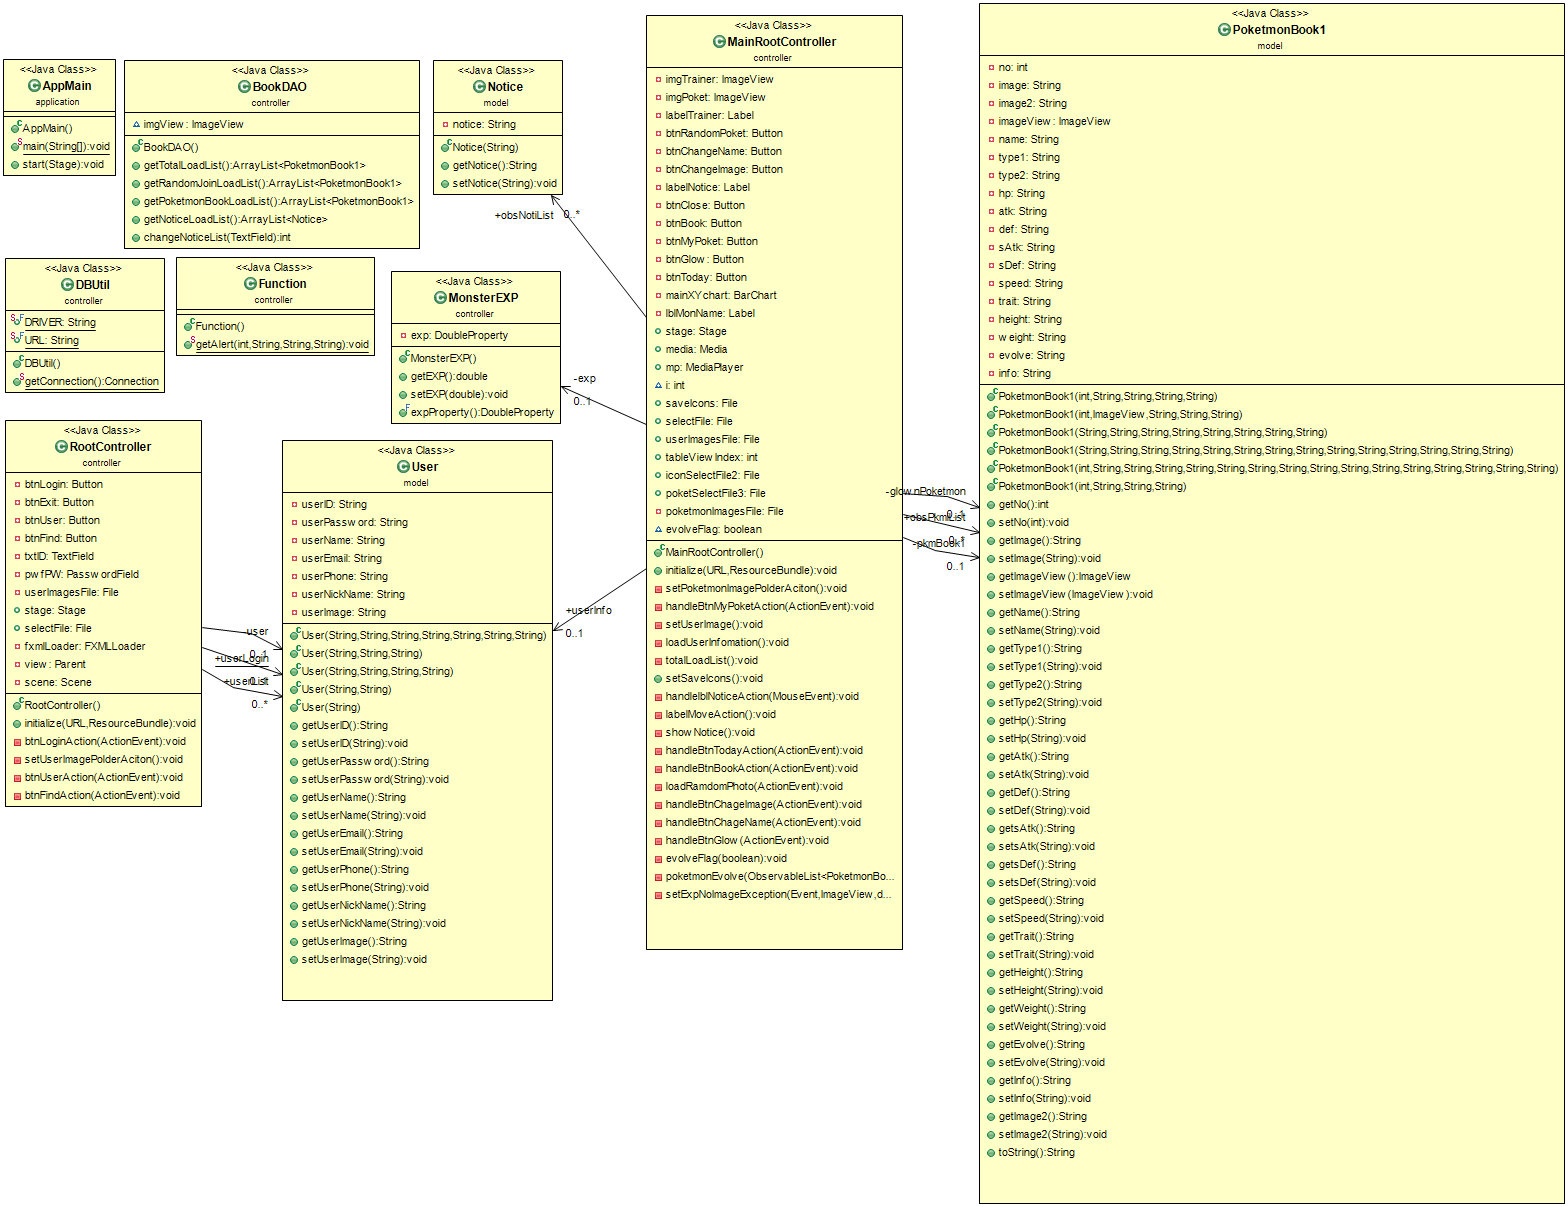 <<Java Class>>
AppMain
application
AppMain()
main(String[]):void
start(Stage):void
<<Java Class>>
BookDAO
controller
imgView: ImageView
BookDAO()
getTotalLoadList():ArrayList<PoketmonBook1>
getRandomJoinLoadList():ArrayList<PoketmonBook1>
getPoketmonBookLoadList():ArrayList<PoketmonBook1>
getNoticeLoadList():ArrayList<Notice>
changeNoticeList(TextField):int
<<Java Class>>
Notice
model
notice: String
Notice(String)
getNotice():String
setNotice(String):void
+obsNotiList
0..*
<<Java Class>>
DBUtil
controller
DRIVER: String
URL: String
DBUtil()
getConnection():Connection
<<Java Class>>
Function
controller
Function()
getAlert(int,String,String,String):void
<<Java Class>>
MonsterEXP
controller
exp: DoubleProperty
MonsterEXP()
getEXP():double
setEXP(double):void
expProperty():DoubleProperty
-exp
0..1
<<Java Class>>
RootController
controller
btnLogin: Button
btnExit: Button
btnUser: Button
btnFind: Button
txtID: TextField
pwfPW: PasswordField
userImagesFile: File
stage: Stage
selectFile: File
fxmlLoader: FXMLLoader
view: Parent
scene: Scene
RootController()
initialize(URL,ResourceBundle):void
btnLoginAction(ActionEvent):void
setUserImagePolderAciton():void
btnUserAction(ActionEvent):void
btnFindAction(ActionEvent):void
user
0..1
+userLogin
0..1
+userList
0..*
<<Java Class>>
User
model
userID: String
userPassword: String
userName: String
userEmail: String
userPhone: String
userNickName: String
userImage: String
User(String,String,String,String,String,String,String)
User(String,String,String)
User(String,String,String,String)
User(String,String)
User(String)
getUserID():String
setUserID(String):void
getUserPassword():String
setUserPassword(String):void
getUserName():String
setUserName(String):void
getUserEmail():String
setUserEmail(String):void
getUserPhone():String
setUserPhone(String):void
getUserNickName():String
setUserNickName(String):void
getUserImage():String
setUserImage(String):void
+userInfo
0..1
<<Java Class>>
MainRootController
controller
imgTrainer: ImageView
imgPoket: ImageView
labelTrainer: Label
btnRandomPoket: Button
btnChangeName: Button
btnChangeImage: Button
labelNotice: Label
btnClose: Button
btnBook: Button
btnMyPoket: Button
btnGlow: Button
btnToday: Button
mainXYchart: BarChart
lblMonName: Label
stage: Stage
media: Media
mp: MediaPlayer
i: int
saveIcons: File
selectFile: File
userImagesFile: File
tableViewIndex: int
iconSelectFile2: File
poketSelectFile3: File
poketmonImagesFile: File
evolveFlag: boolean
MainRootController()
initialize(URL,ResourceBundle):void
setPoketmonImagePolderAciton():void
handleBtnMyPoketAction(ActionEvent):void
setUserImage():void
loadUserInfomation():void
totalLoadList():void
setSaveIcons():void
handlelblNoticeAction(MouseEvent):void
labelMoveAction():void
showNotice():void
handleBtnTodayAction(ActionEvent):void
handleBtnBookAction(ActionEvent):void
loadRamdomPhoto(ActionEvent):void
handleBtnChageImage(ActionEvent):void
handleBtnChageName(ActionEvent):void
handleBtnGlow(ActionEvent):void
evolveFlag(boolean):void
poketmonEvolve(ObservableList<PoketmonBo...
setExpNoImageException(Event,ImageView,d...
-glownPoketmon
0..1
+obsPkmList
0..*
-pkmBook1
0..1
<<Java Class>>
PoketmonBook1
model
no: int
image: String
image2: String
imageView: ImageView
name: String
type1: String
type2: String
hp: String
atk: String
def: String
sAtk: String
sDef: String
speed: String
trait: String
height: String
weight: String
evolve: String
info: String
PoketmonBook1(int,String,String,String,String)
PoketmonBook1(int,ImageView,String,String,String)
PoketmonBook1(String,String,String,String,String,String,String,String)
PoketmonBook1(String,String,String,String,String,String,String,String,String,String,String,String,String,String)
PoketmonBook1(int,String,String,String,String,String,String,String,String,String,String,String,String,String,String,String)
PoketmonBook1(int,String,String,String)
getNo():int
setNo(int):void
getImage():String
setImage(String):void
getImageView():ImageView
setImageView(ImageView):void
getName():String
setName(String):void
getType1():String
setType1(String):void
getType2():String
setType2(String):void
getHp():String
setHp(String):void
getAtk():String
setAtk(String):void
getDef():String
setDef(String):void
getsAtk():String
setsAtk(String):void
getsDef():String
setsDef(String):void
getSpeed():String
setSpeed(String):void
getTrait():String
setTrait(String):void
getHeight():String
setHeight(String):void
getWeight():String
setWeight(String):void
getEvolve():String
setEvolve(String):void
getInfo():String
setInfo(String):void
getImage2():String
setImage2(String):void
toString():String